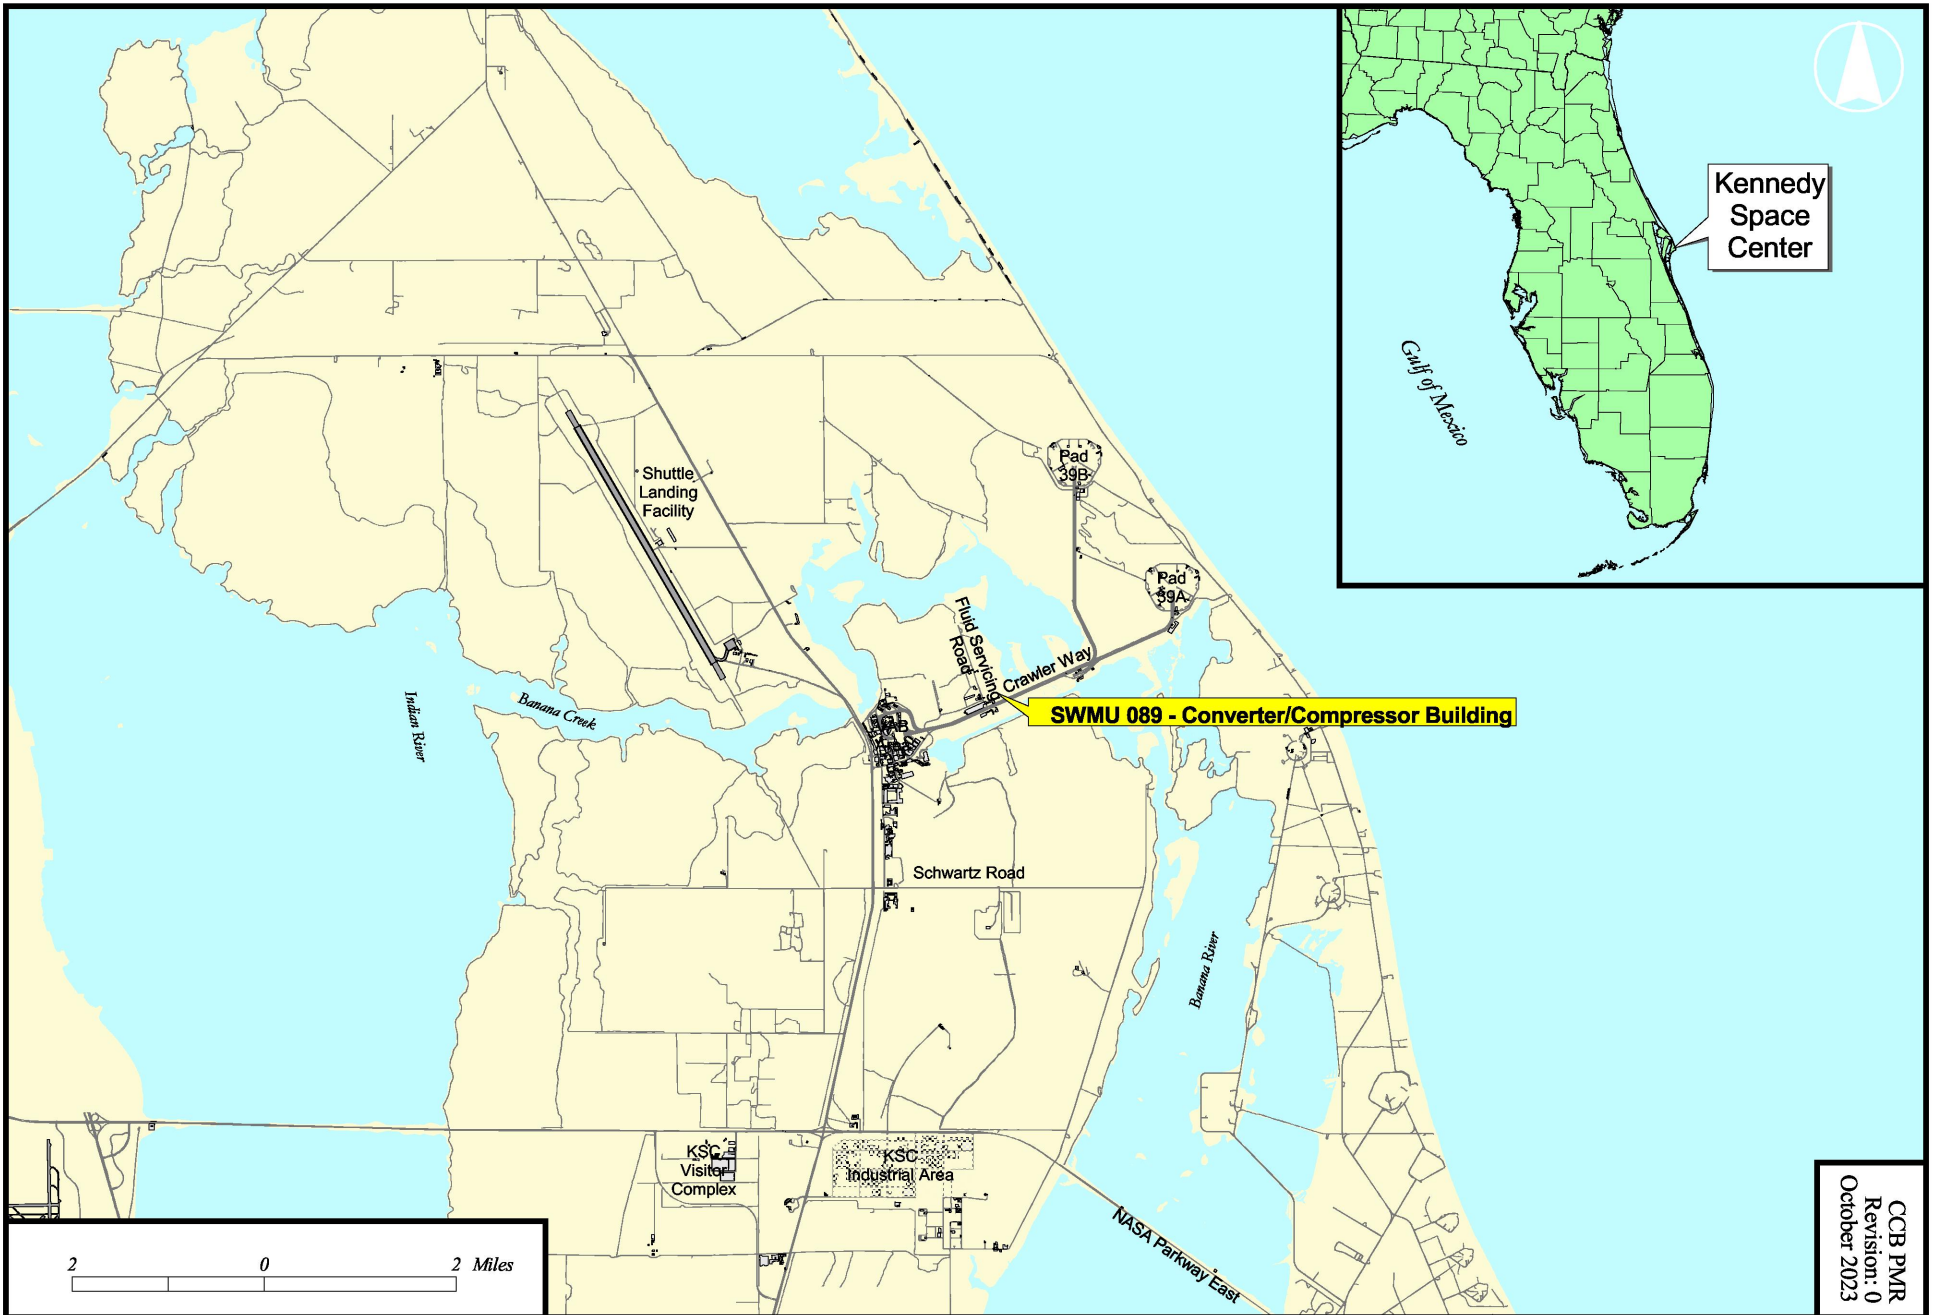 Kennedy
Space
Center
Gulf of Mexico
Pad
39B
Shuttle
Landing
Facility
Pad
39A
Fluid Servicing
Road
Crawler Way
SWMU 089 - Converter/Compressor Building
Indian River
Banana Creek
VAB
Schwartz Road
Banana River
KSC
Visitor
Complex
KSC
Industrial Area
NASA Parkway East
2 0 2 Miles
CCB PMR
Revision: 0
October 2023